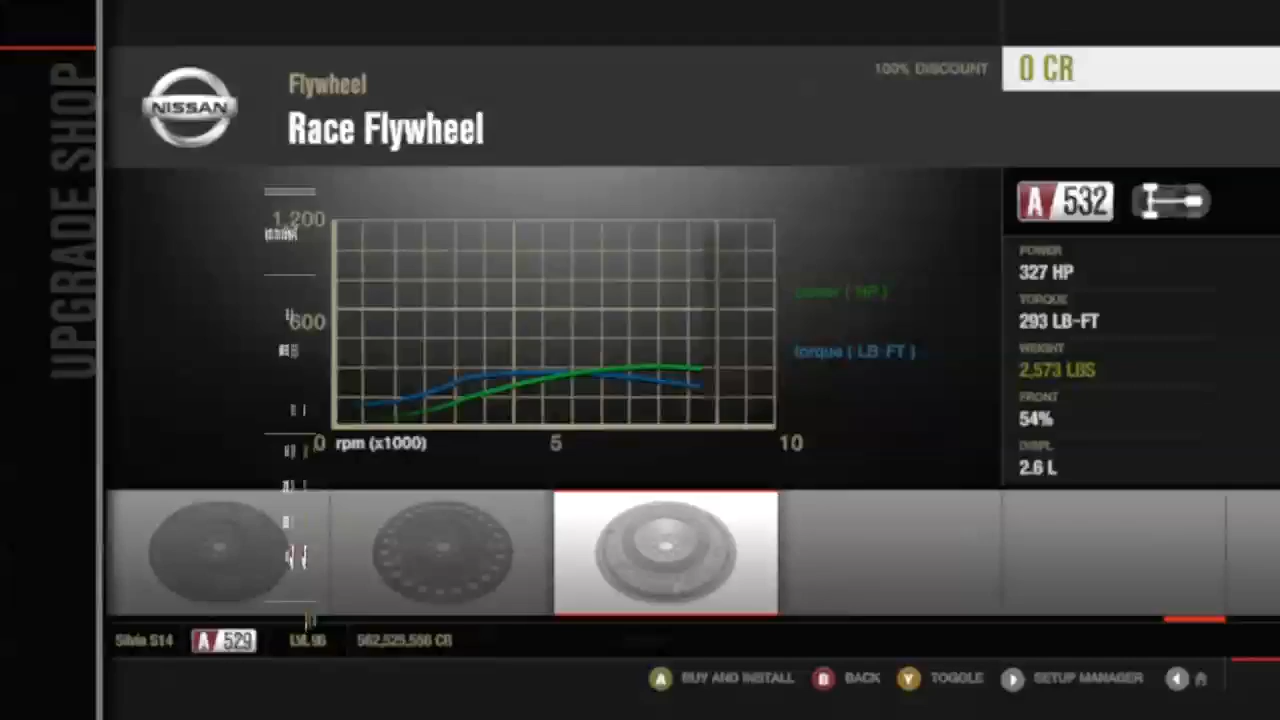 UPGRADE SHOP
NISSAN
Flywheel
Race Flywheel
100% DISCOUNT
0 CR
A 532
POWER
327 HP
TORQUE
293 LB-FT
WEIGHT
2,573 LBS
FRONT
54%
DISPL.
2.6 L
1,200
600
0 rpm (x1000) 5 10
power ( HP )
torque ( LB-FT )
Silvia S14 A 529 LVL 96
BUY AND INSTALL
BACK
TOGGLE
SETUP MANAGER